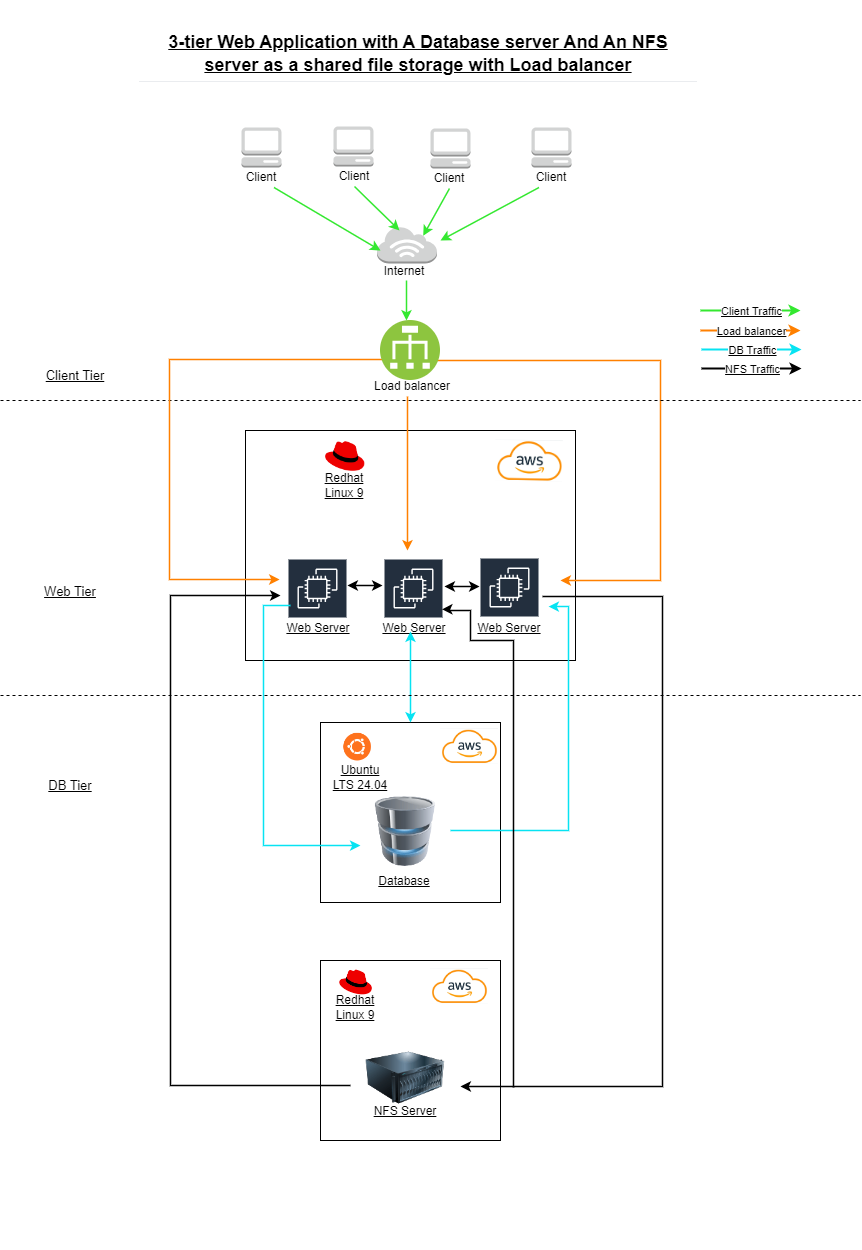 3-tier Web Application with A Database server And An NFS
server as a shared file storage with Load balancer
Client
Client
Client
Client
Internet
Client Traffic
Load balancer
DB Traffic
NFS Traffic
Client Tier
Load balancer
Redhat
Linux 9
aws
Web Tier
Web Server
Web Server
Web Server
DB Tier
Ubuntu
LTS 24.04
aws
Database
Redhat
Linux 9
aws
NFS Server